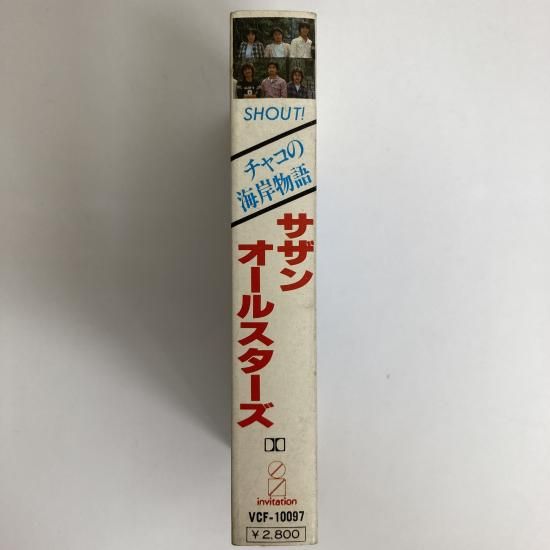 SHOUT!
チャコの
海岸物語
サザン
オールスターズ
invitation
VCF-10097
¥2,800